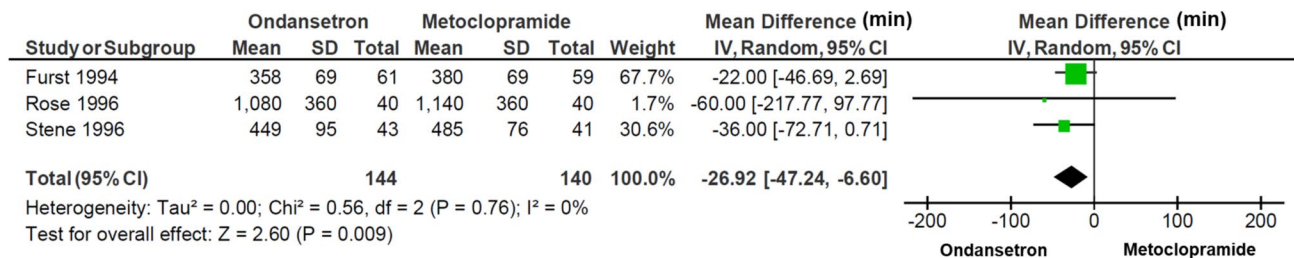 Ondansetron Metoclopramide Mean Difference (min) Mean Difference (min)
Study or Subgroup Mean SD Total Mean SD Total Weight IV, Random, 95% CI IV, Random, 95% CI
Furst 1994 358 69 61 380 69 59 67.7% -22.00 [-46.69, 2.69]
Rose 1996 1,080 360 40 1,140 360 40 1.7% -60.00 [-217.77, 97.77]
Stene 1996 449 95 43 485 76 41 30.6% -36.00 [-72.71, 0.71]
Total (95% CI) 144 140 100.0% -26.92 [-47.24, -6.60]
Heterogeneity: Tau² = 0.00; Chi² = 0.56, df = 2 (P = 0.76); I² = 0%
Test for overall effect: Z = 2.60 (P = 0.009)
-200 -100 0 100 200
Ondansetron Metoclopramide